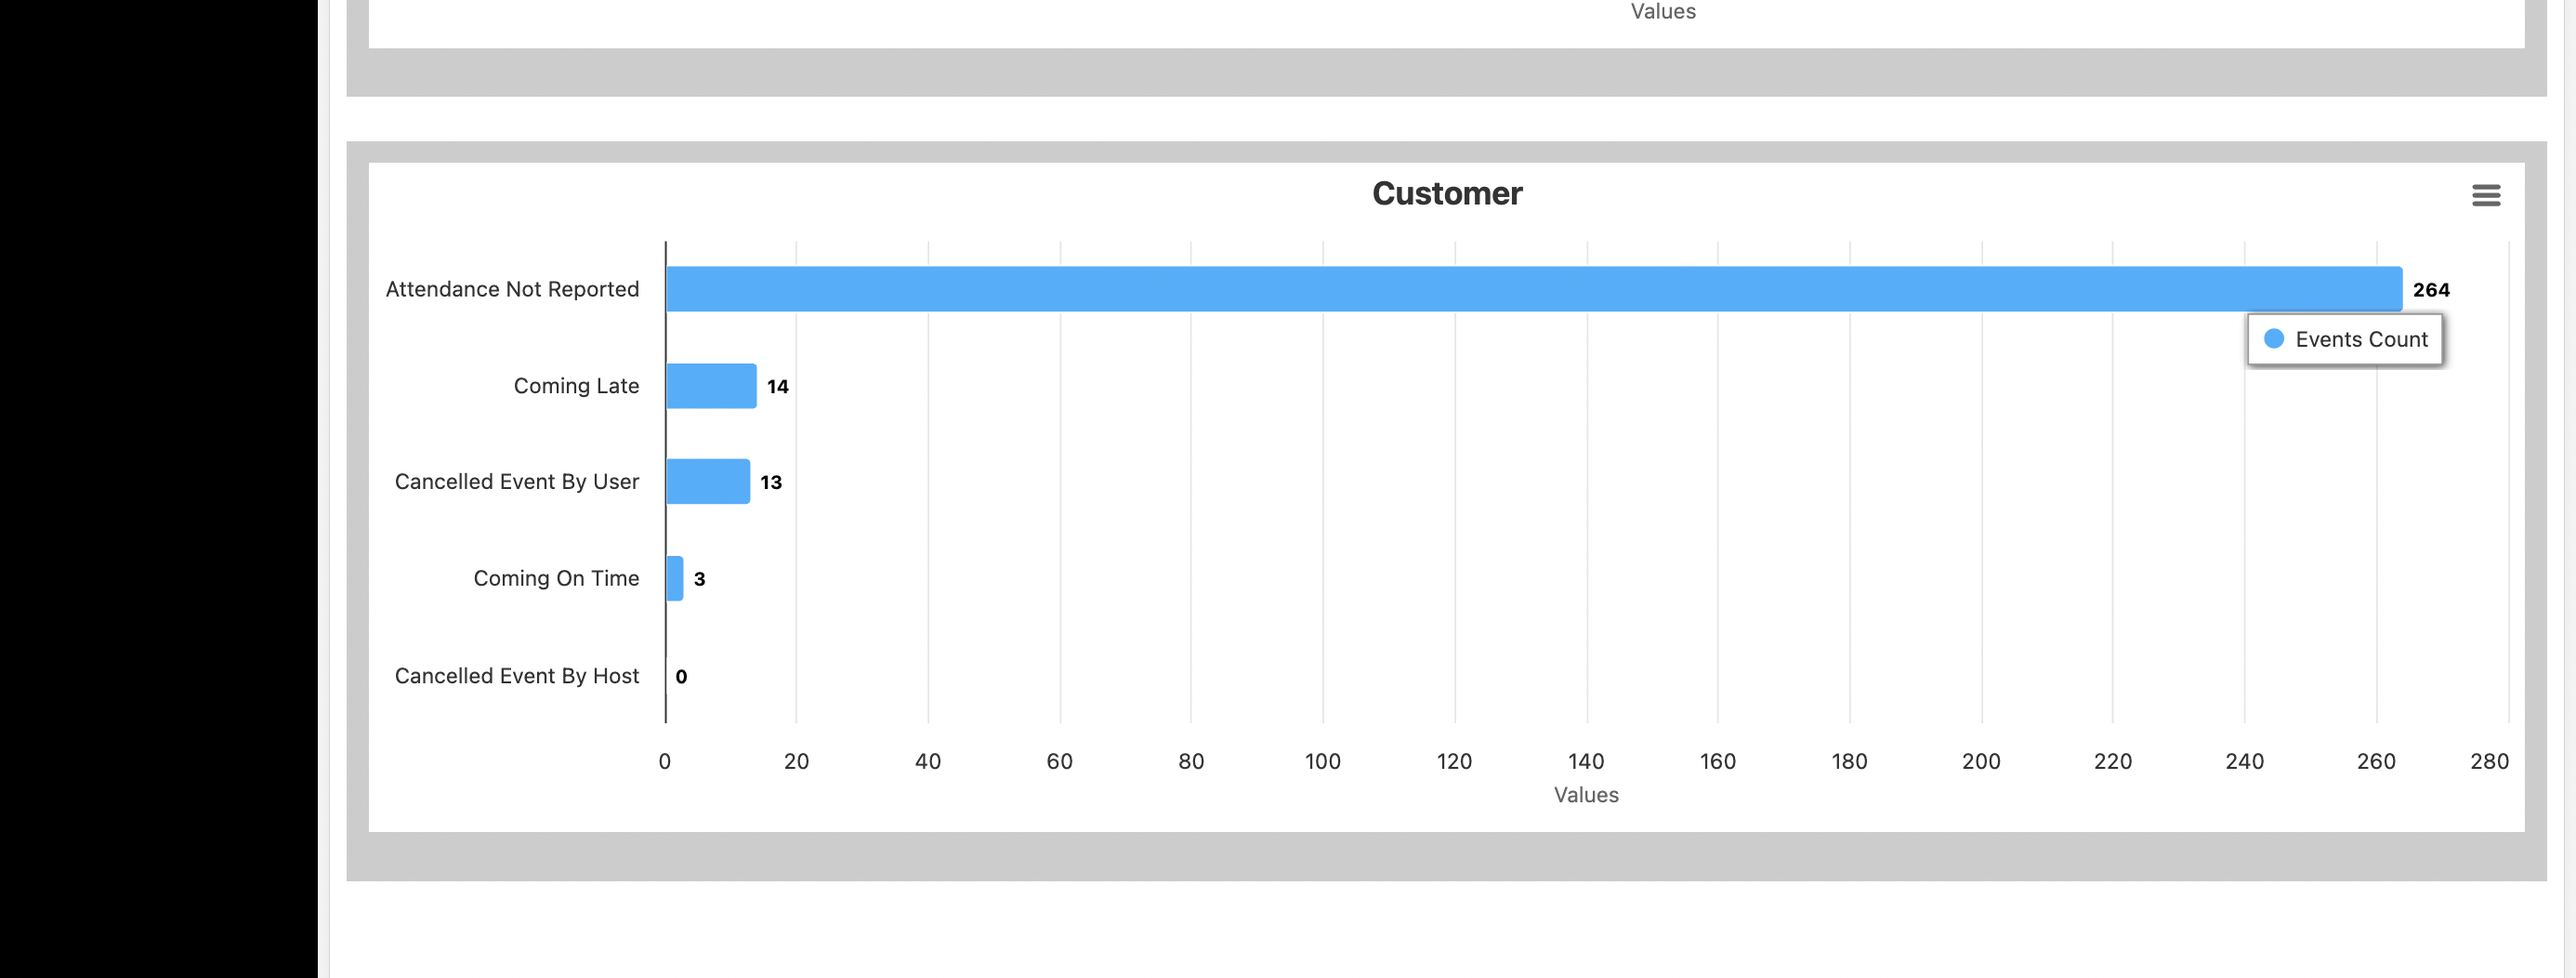 Values
Customer
Attendance Not Reported 264
Events Count
Coming Late 14
Cancelled Event By User 13
Coming On Time 3
Cancelled Event By Host 0
0 20 40 60 80 100 120 140 160 180 200 220 240 260 280
Values